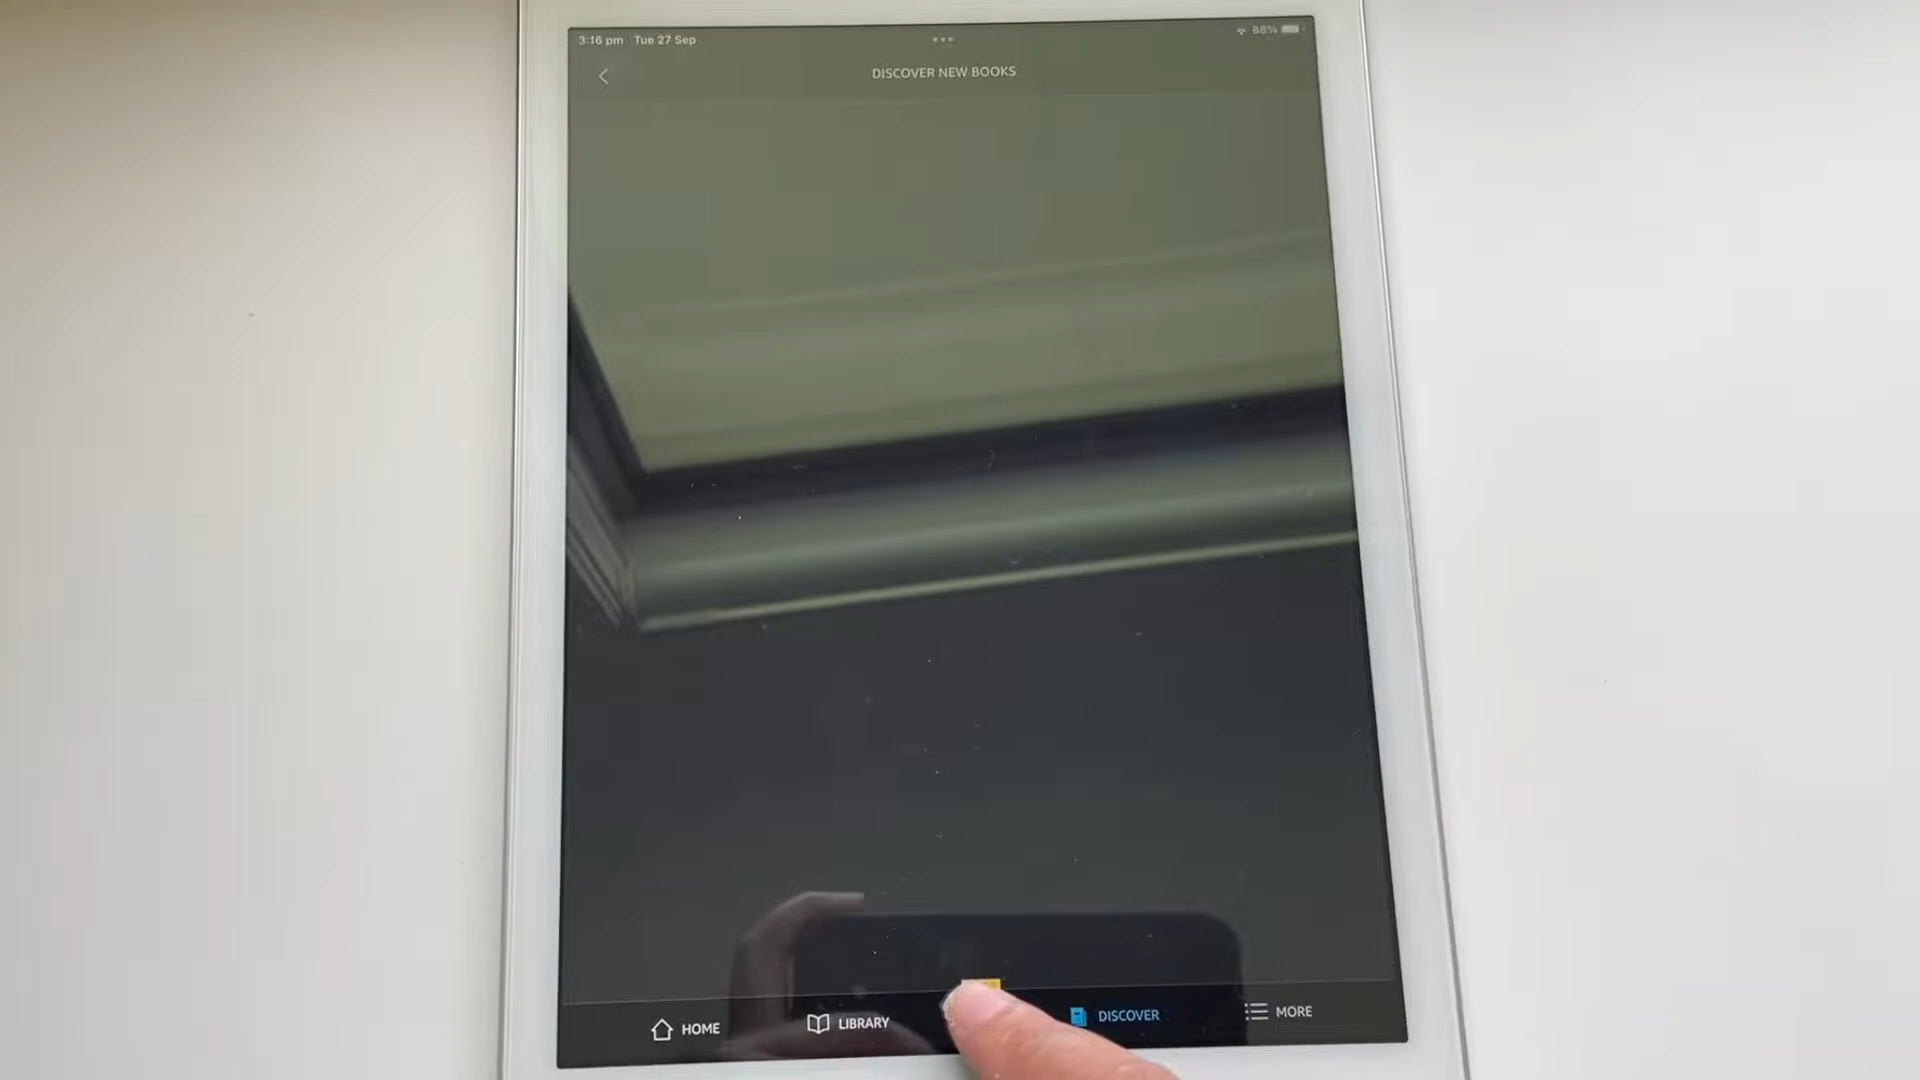 3:16 pm Tue 27 Sep
88%
DISCOVER NEW BOOKS
HOME
LIBRARY
DISCOVER
MORE